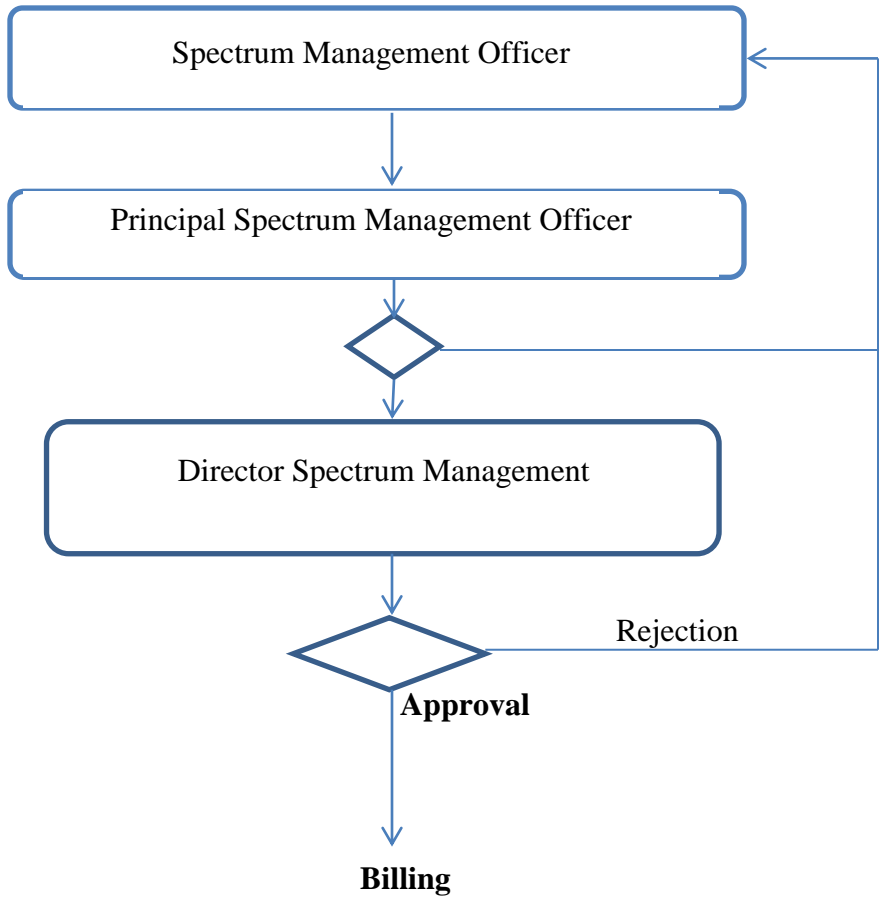 Spectrum Management Officer
Principal Spectrum Management Officer
Director Spectrum Management
Rejection
Approval
Billing